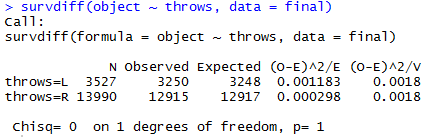 > survdiff(object ~ throws, data = final)
Call:
survdiff(formula = object ~ throws, data = final)
N Observed Expected (O-E)^2/E (O-E)^2/V
throws=L 3527 3250 3248 0.001183 0.0018
throws=R 13990 12915 12917 0.000298 0.0018
Chisq= 0 on 1 degrees of freedom, p= 1